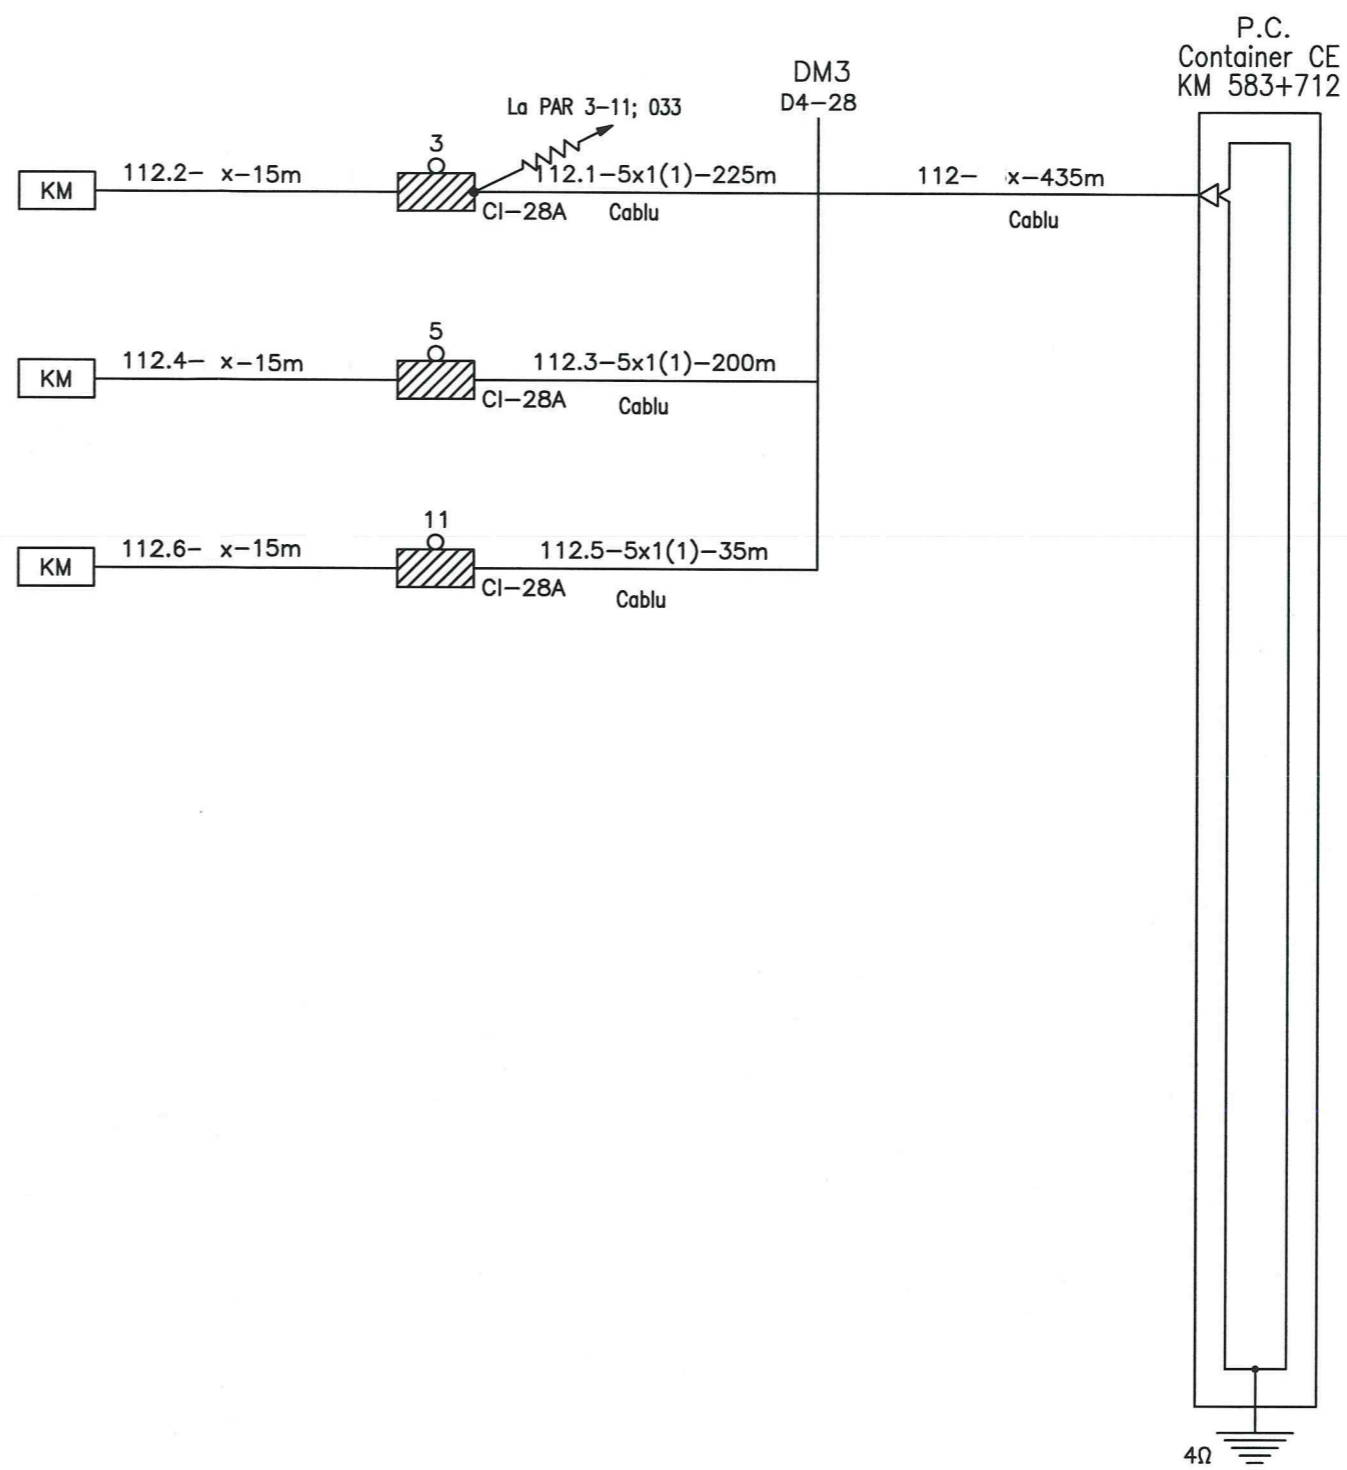 P.C.
Container CE
KM 583+712
DM3
D4-28
La PAR 3-11; 033
3
KM
112.2- x-15m
112.1-5x1(1)-225m
112- x-435m
CI-28A
Cablu
Cablu
5
KM
112.4- x-15m
112.3-5x1(1)-200m
CI-28A
Cablu
11
KM
112.6- x-15m
112.5-5x1(1)-35m
CI-28A
Cablu
4Ω